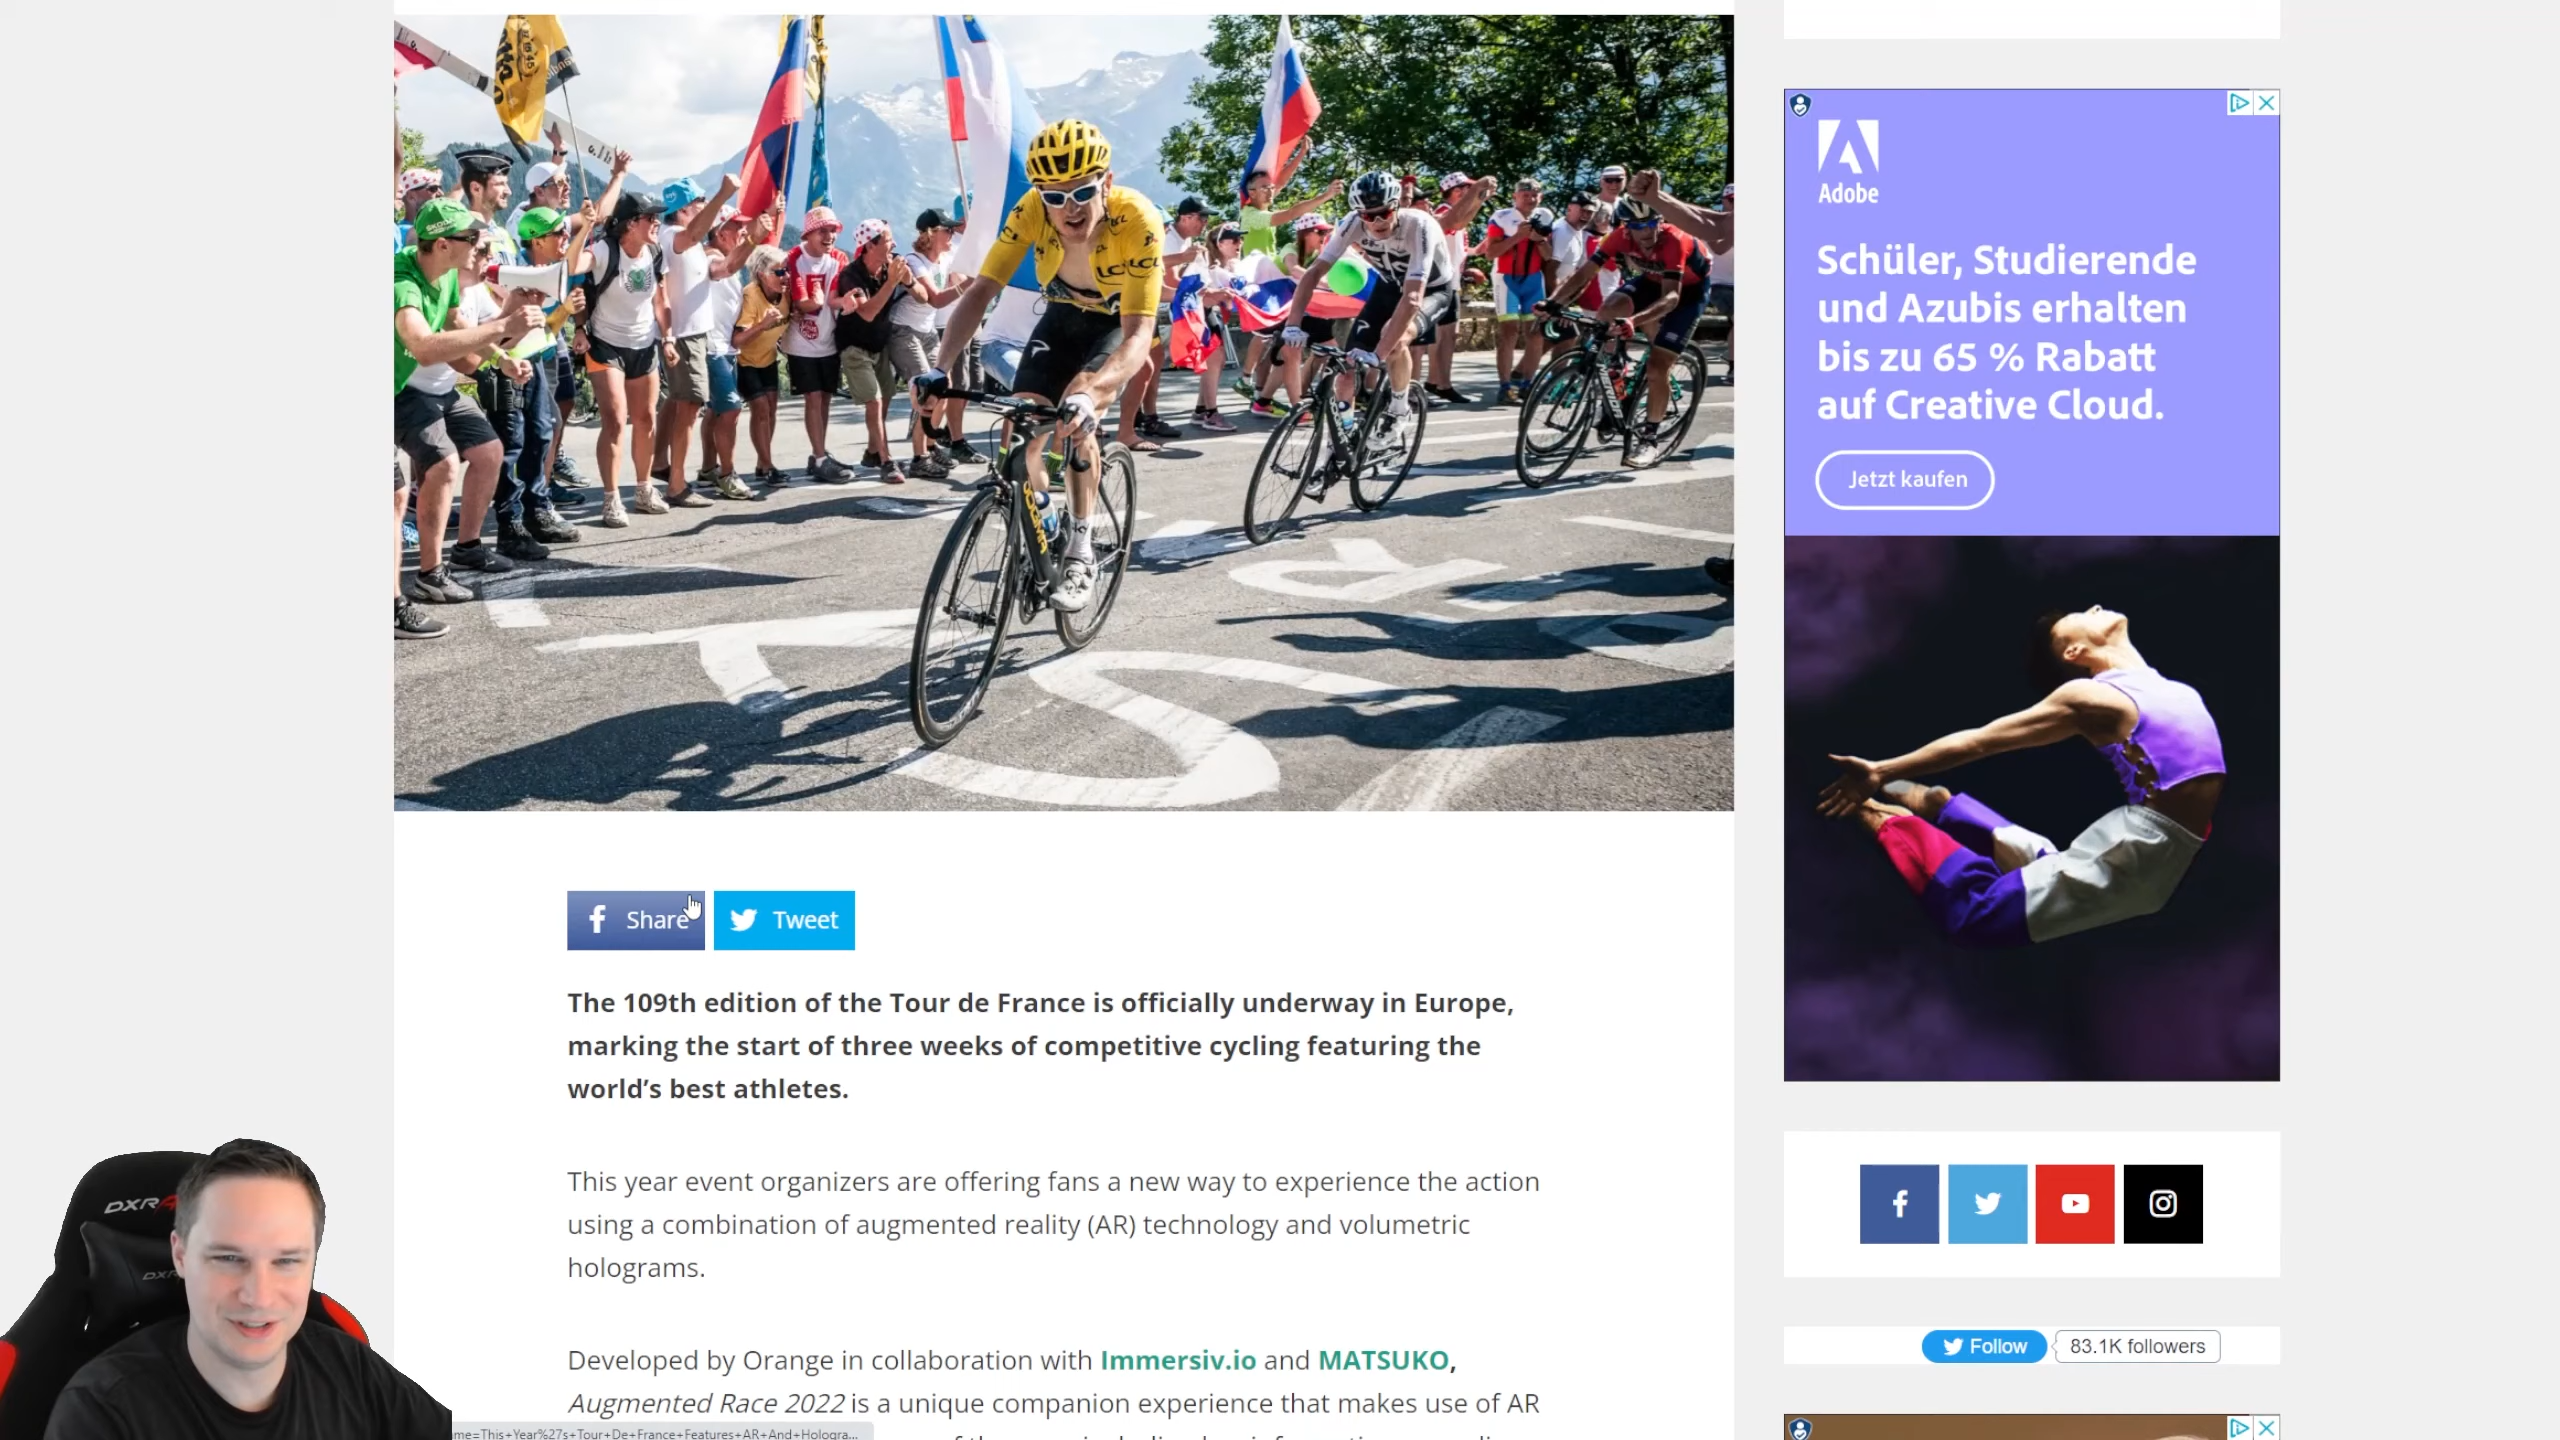 LCL
LCL
DOGMA
Adobe
Schüler, Studierende
und Azubis erhalten
bis zu 65 % Rabatt
auf Creative Cloud.
Jetzt kaufen
Share
Tweet
The 109th edition of the Tour de France is officially underway in Europe,
marking the start of three weeks of competitive cycling featuring the
world’s best athletes.
This year event organizers are offering fans a new way to experience the action
using a combination of augmented reality (AR) technology and volumetric
holograms.
Developed by Orange in collaboration with Immersiv.io and MATSUKO,
Augmented Race 2022 is a unique companion experience that makes use of AR
Follow
83.1K followers
DXRA
DXR
me=This+Year%27s+Tour+De+France+Features+AR+And+Hologra...